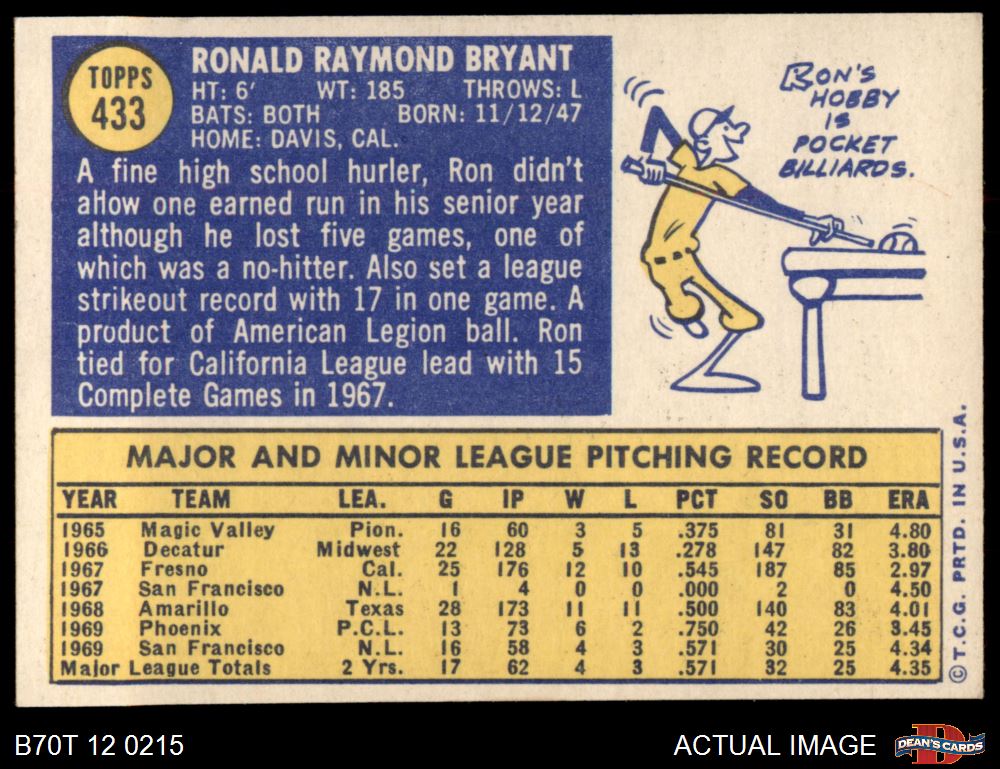 TOPPS
433
RONALD RAYMOND BRYANT
HT: 6' WT: 185 THROWS: L
BATS: BOTH BORN: 11/12/47
HOME: DAVIS, CAL.
A fine high school hurler, Ron didn't
allow one earned run in his senior year
although he lost five games, one of
which was a no-hitter. Also set a league
strikeout record with 17 in one game. A
product of American Legion ball. Ron
tied for California League lead with 15
Complete Games in 1967.
RON'S
HOBBY
IS
POCKET
BILLIARDS.
MAJOR AND MINOR LEAGUE PITCHING RECORD
YEAR TEAM LEA. G IP W L PCT SO BB ERA
1965 Magic Valley Pion. 16 60 3 5 .375 81 31 4.80
1966 Decatur Midwest 22 128 5 13 .278 147 82 3.80
1967 Fresno Cal. 25 176 12 10 .545 187 85 2.97
1967 San Francisco N.L. 1 4 0 0 .000 2 0 4.50
1968 Amarillo Texas 28 173 11 11 .500 140 83 4.01
1969 Phoenix P.C.L. 13 73 6 2 .750 42 26 3.45
1969 San Francisco N.L. 16 58 4 3 .571 30 25 4.34
Major League Totals 2 Yrs. 17 62 4 3 .571 32 25 4.35
© T.C.G. PRTD. IN U.S.A.
B70T 12 0215
ACTUAL IMAGE
D
DEAN'S CARDS